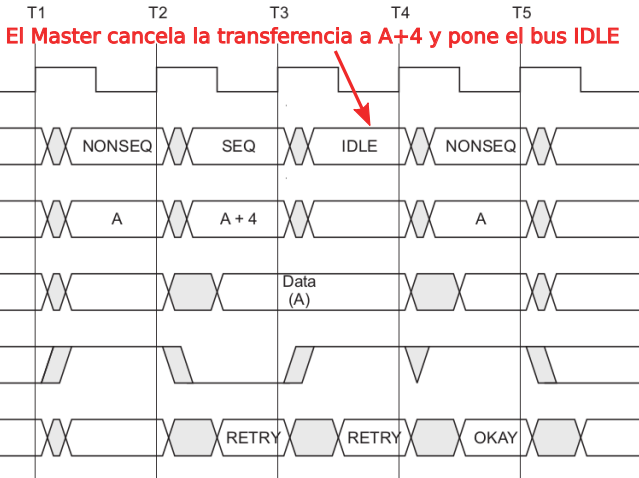 T1 T2 T3 T4 T5
El Master cancela la transferencia a A+4 y pone el bus IDLE
NONSEQ SEQ IDLE NONSEQ
A A + 4 A
Data
(A)
RETRY RETRY OKAY